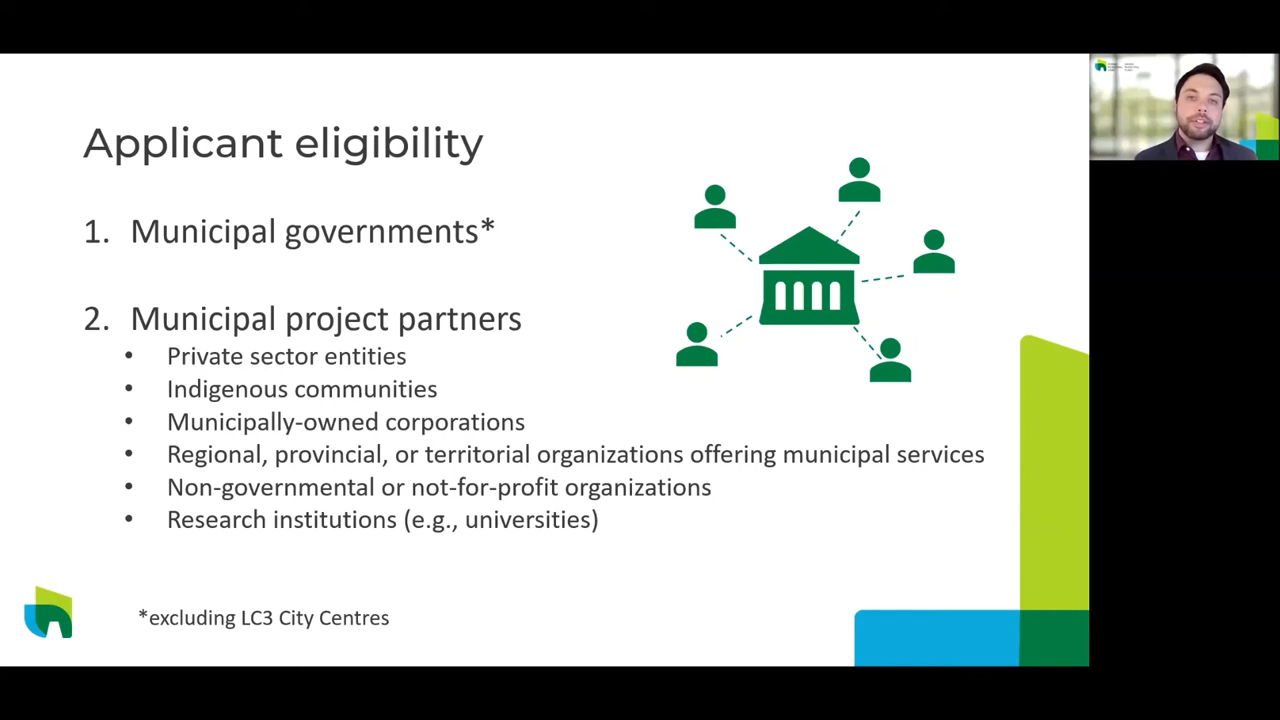 Applicant eligibility
1. Municipal governments*
2. Municipal project partners
• Private sector entities
• Indigenous communities
• Municipally-owned corporations
• Regional, provincial, or territorial organizations offering municipal services
• Non-governmental or not-for-profit organizations
• Research institutions (e.g., universities)
*excluding LC3 City Centres